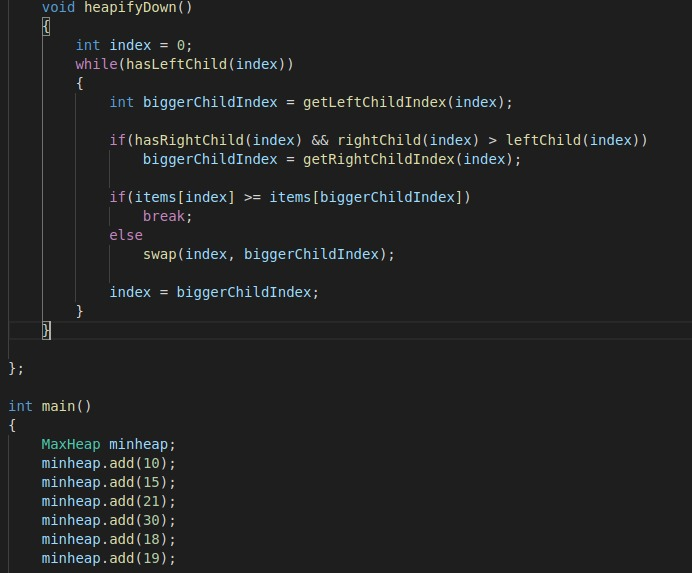 void heapifyDown()
{
int index = 0;
while(hasLeftChild(index))
{
int biggerChildIndex = getLeftChildIndex(index);
if(hasRightChild(index) && rightChild(index) > leftChild(index))
biggerChildIndex = getRightChildIndex(index);
if(items[index] >= items[biggerChildIndex])
break;
else
swap(index, biggerChildIndex);
index = biggerChildIndex;
}
}
};
int main()
{
MaxHeap minheap;
minheap.add(10);
minheap.add(15);
minheap.add(21);
minheap.add(30);
minheap.add(18);
minheap.add(19);